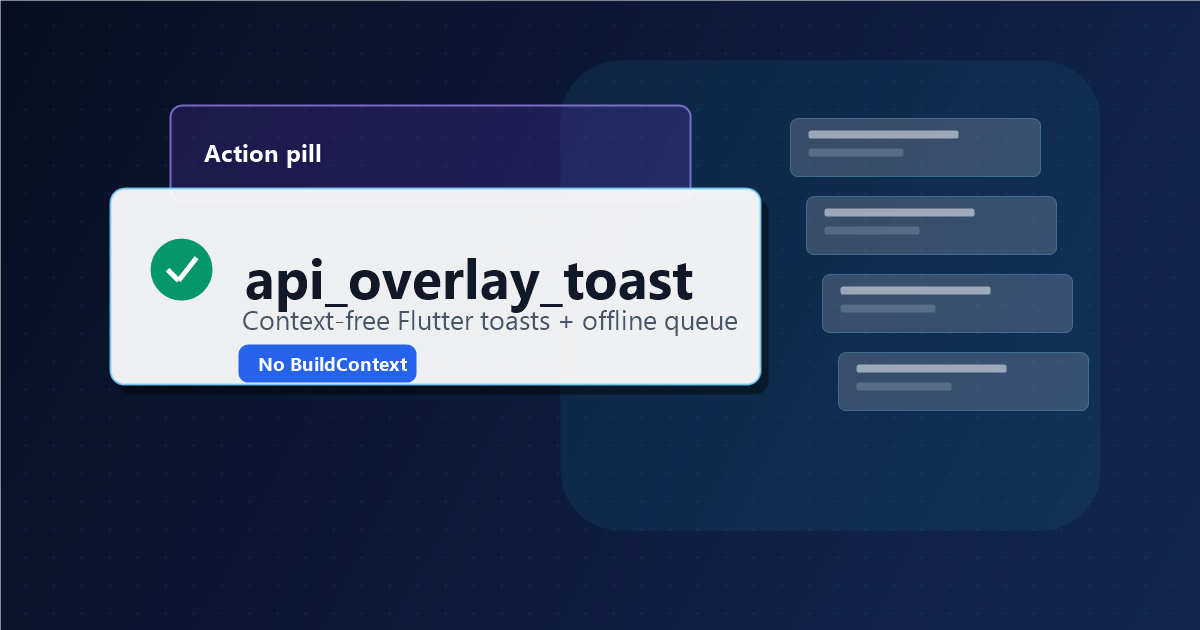 Action pill
api_overlay_toast
Context-free Flutter toasts + offline queue
No BuildContext